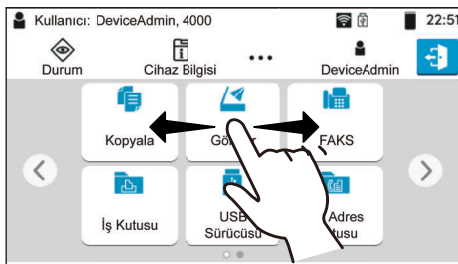 Kullanıcı: DeviceAdmin, 4000 22:51
Durum Cihaz Bilgisi ... DeviceAdmin
Kopyala FAKS
İş Kutusu USB Sürücüsü Adres